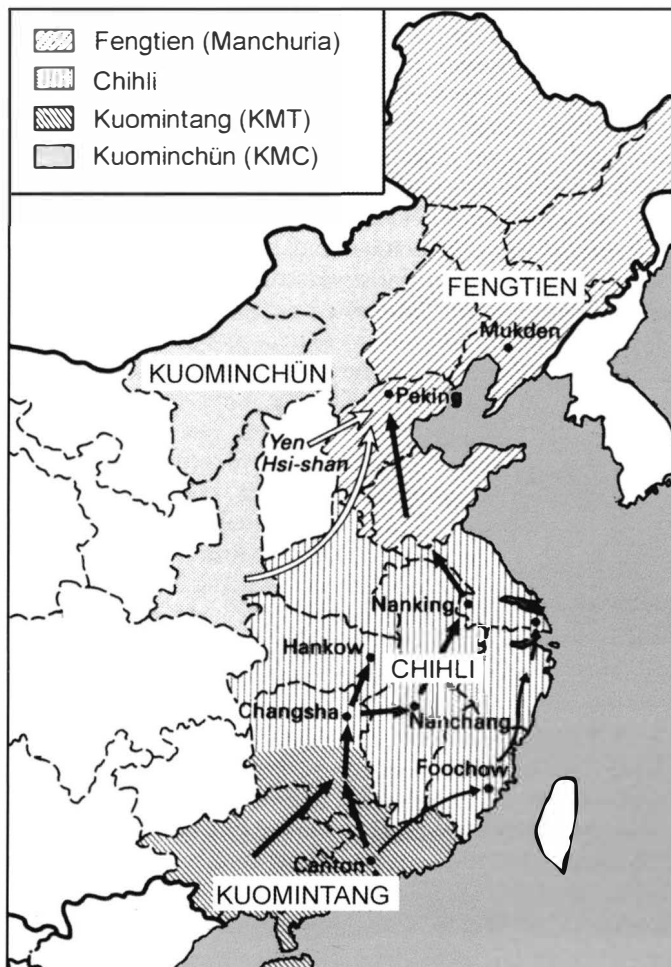 Fengtien (Manchuria)
Chihli
Kuomintang (KMT)
Kuominchün (KMC)
FENGTIEN
Mukden
KUOMINCHÜN
Peking
Yen
Hsi-shan
Nanking
Hankow
CHIHLI
Changsha
Nanchang
Foochow
Canton
KUOMINTANG